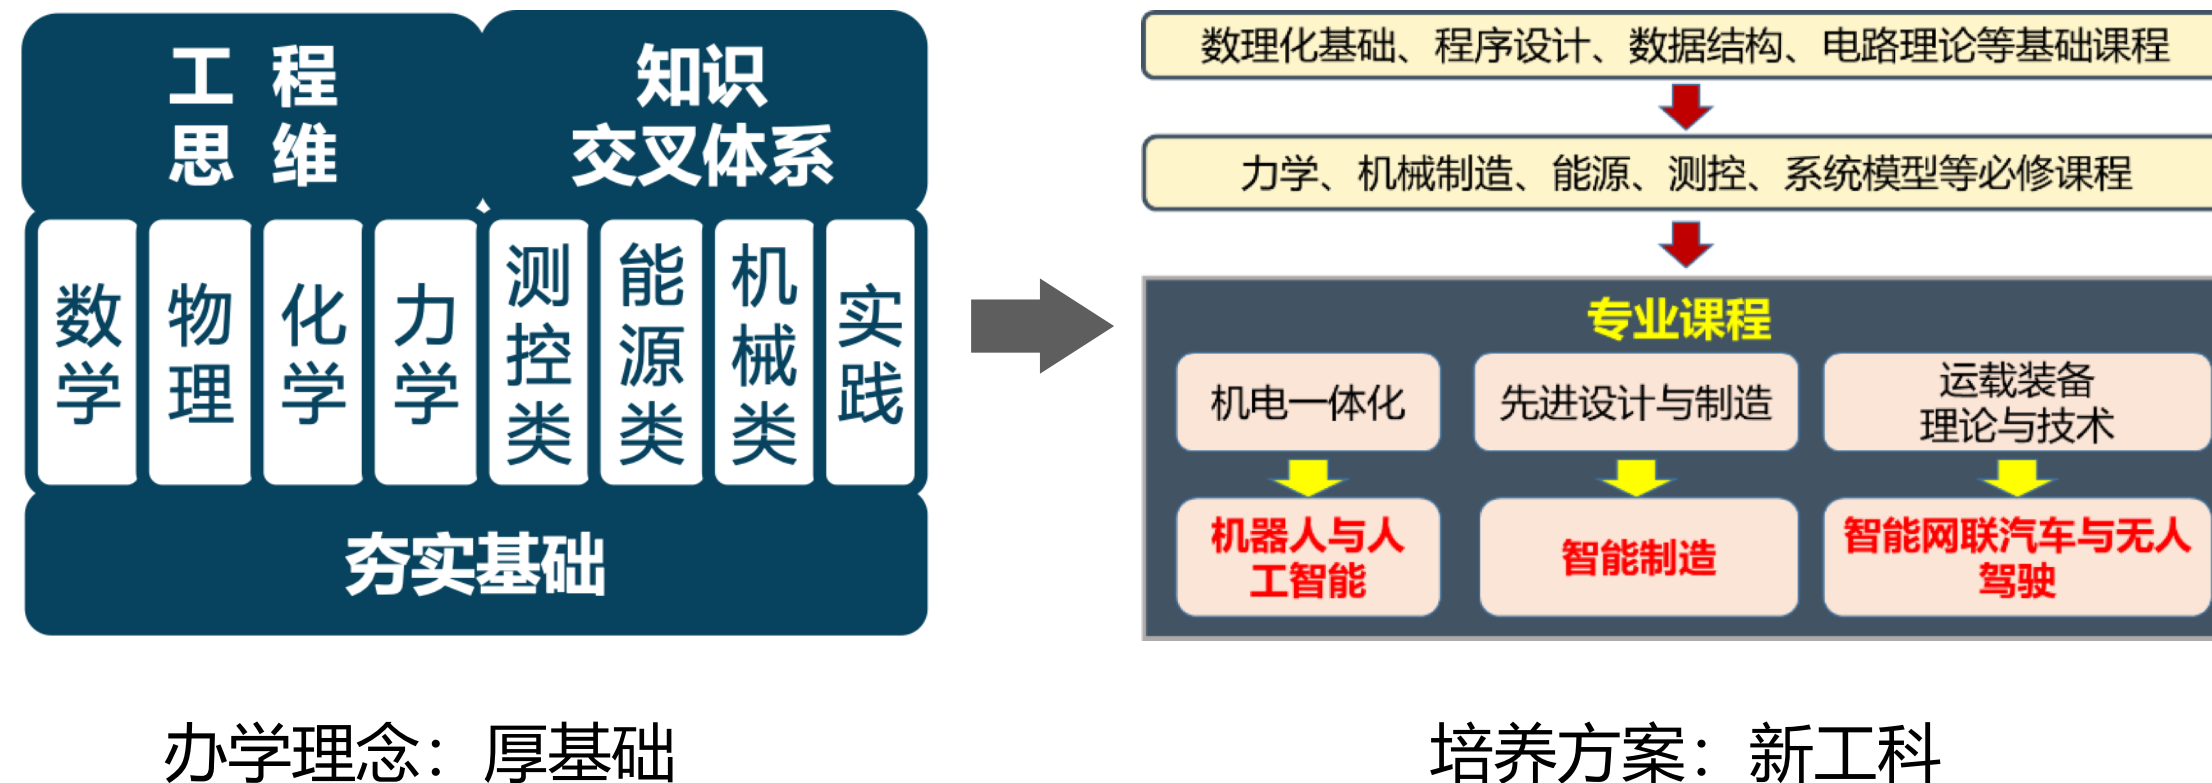 工 程
思 维
知识
交叉体系
数学
物理
化学
力学
测控类
能源类
机械类
实践
夯实基础
办学理念：厚基础
数理化基础、程序设计、数据结构、电路理论等基础课程
力学、机械制造、能源、测控、系统模型等必修课程
专业课程
机电一体化
先进设计与制造
运载装备
理论与技术
机器人与人
工智能
智能制造
智能网联汽车与无人
驾驶
培养方案：新工科